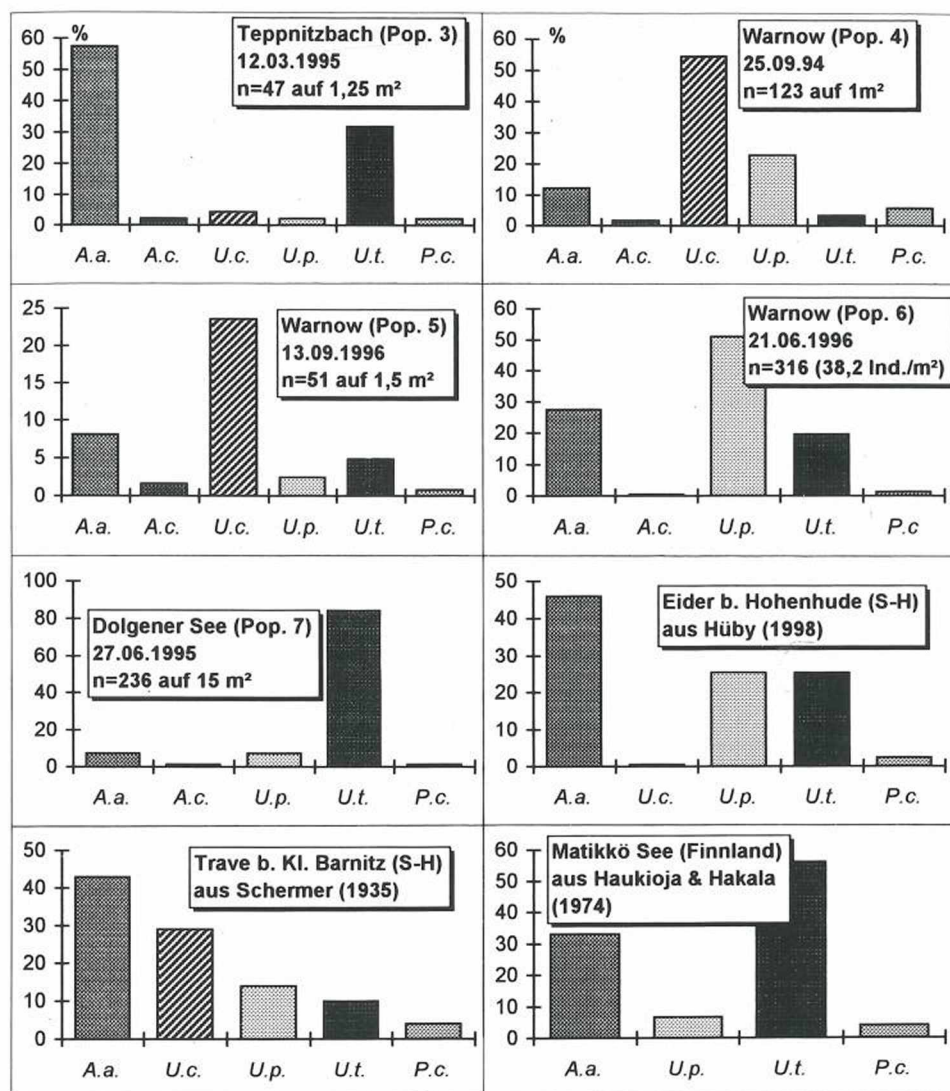 %
Teppnitzbach (Pop. 3)
12.03.1995
n=47 auf 1,25 m²
60
50
40
30
20
10
0
A.a. A.c. U.c. U.p. U.t. P.c.
%
Warnow (Pop. 4)
25.09.94
n=123 auf 1m²
60
50
40
30
20
10
0
A.a. A.c. U.c. U.p. U.t. P.c.
Warnow (Pop. 5)
13.09.1996
n=51 auf 1,5 m²
25
20
15
10
5
0
A.a. A.c. U.c. U.p. U.t. P.c.
Warnow (Pop. 6)
21.06.1996
n=316 (38,2 Ind./m²)
60
50
40
30
20
10
0
A.a. A.c. U.p. U.t. P.c
Dolgener See (Pop. 7)
27.06.1995
n=236 auf 15 m²
100
80
60
40
20
0
A.a. A.c. U.p. U.t. P.c.
Eider b. Hohenhude (S-H)
aus Hüby (1998)
50
40
30
20
10
0
A.a. U.c. U.p. U.t. P.c.
Trave b. Kl. Barnitz (S-H)
aus Schermer (1935)
50
40
30
20
10
0
A.a. U.c. U.p. U.t. P.c.
Matikkö See (Finnland)
aus Haukioja & Hakala
(1974)
60
50
40
30
20
10
0
A.a. U.p. U.t. P.c.